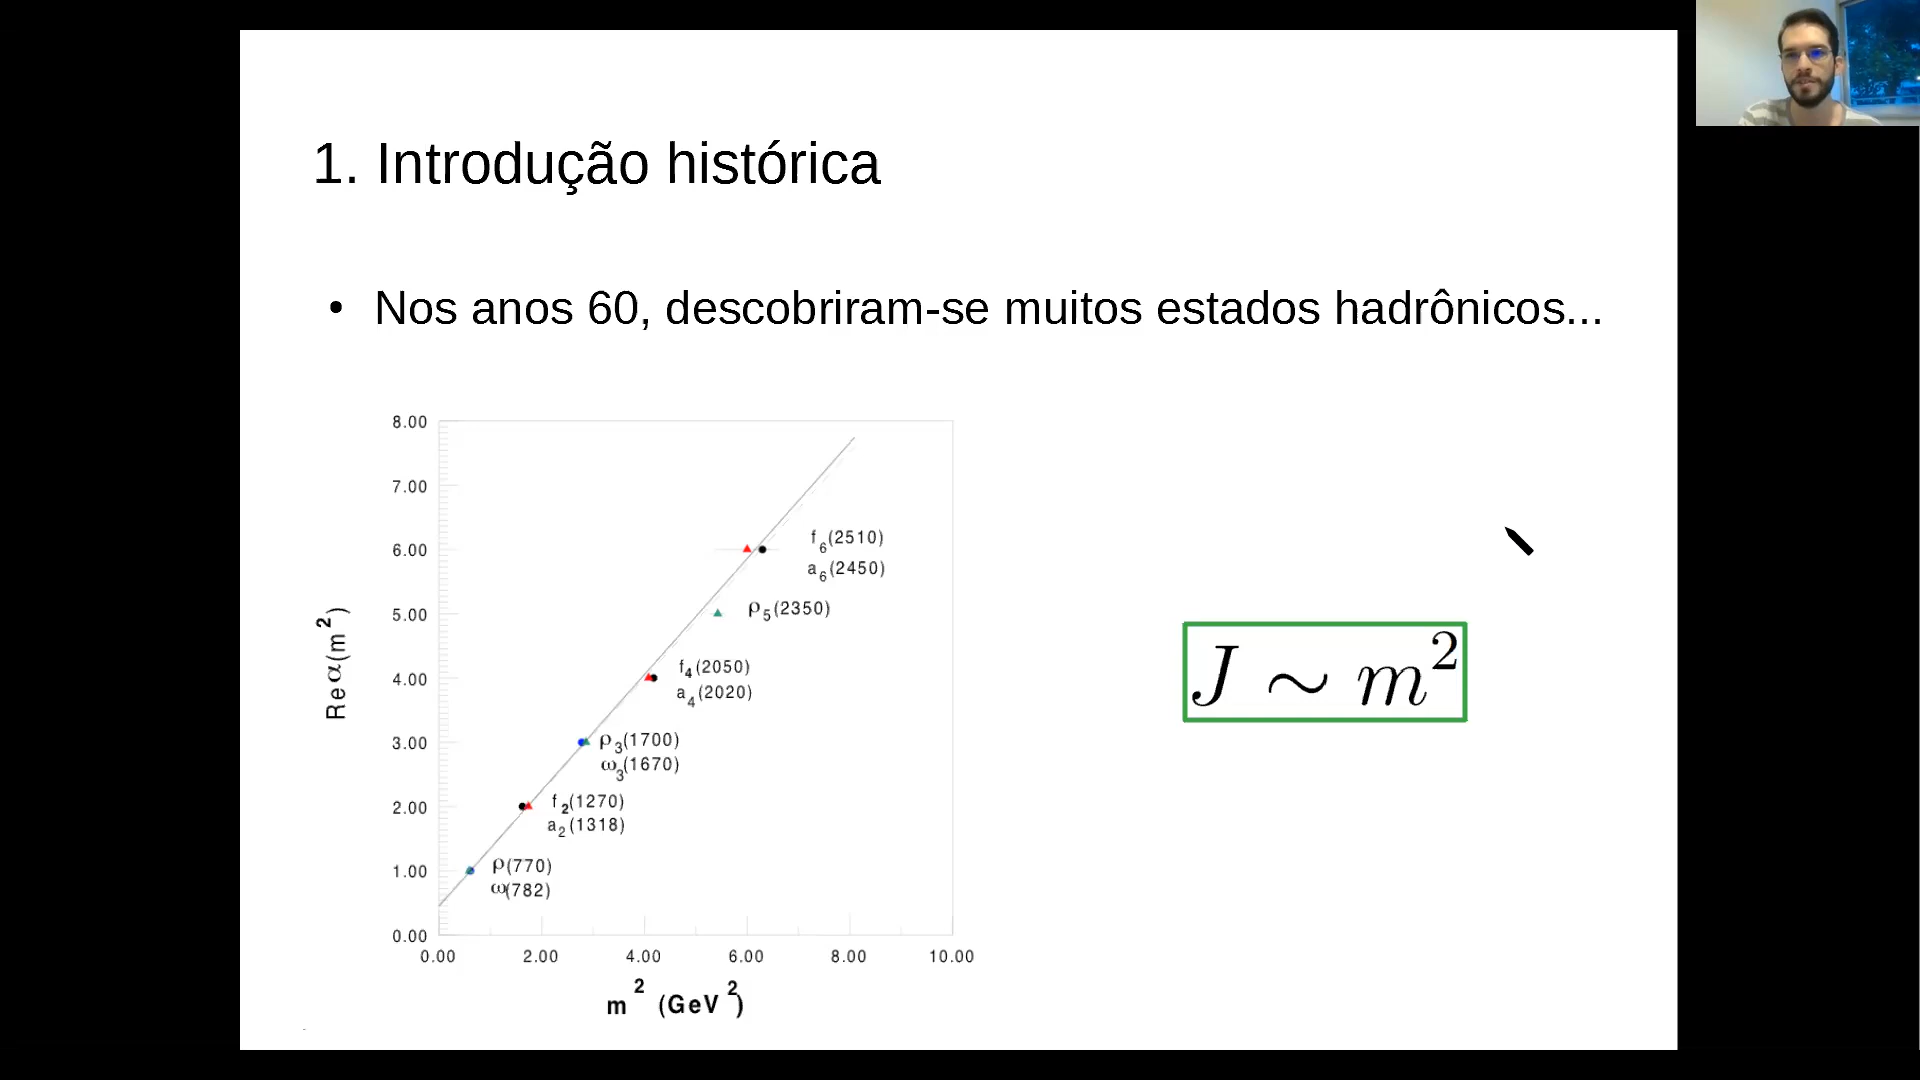 1. Introdução histórica
• Nos anos 60, descobriram-se muitos estados hadrônicos...
8.00
7.00
6.00
5.00
4.00
3.00
2.00
1.00
0.00
Re α(m²)
f₆(2510)
a₆(2450)
ρ₅(2350)
f₄(2050)
a₄(2020)
ρ₃(1700)
ω₃(1670)
f₂(1270)
a₂(1318)
ρ(770)
ω(782)
0.00 2.00 4.00 6.00 8.00 10.00
m² (GeV²)
J ∼ m²